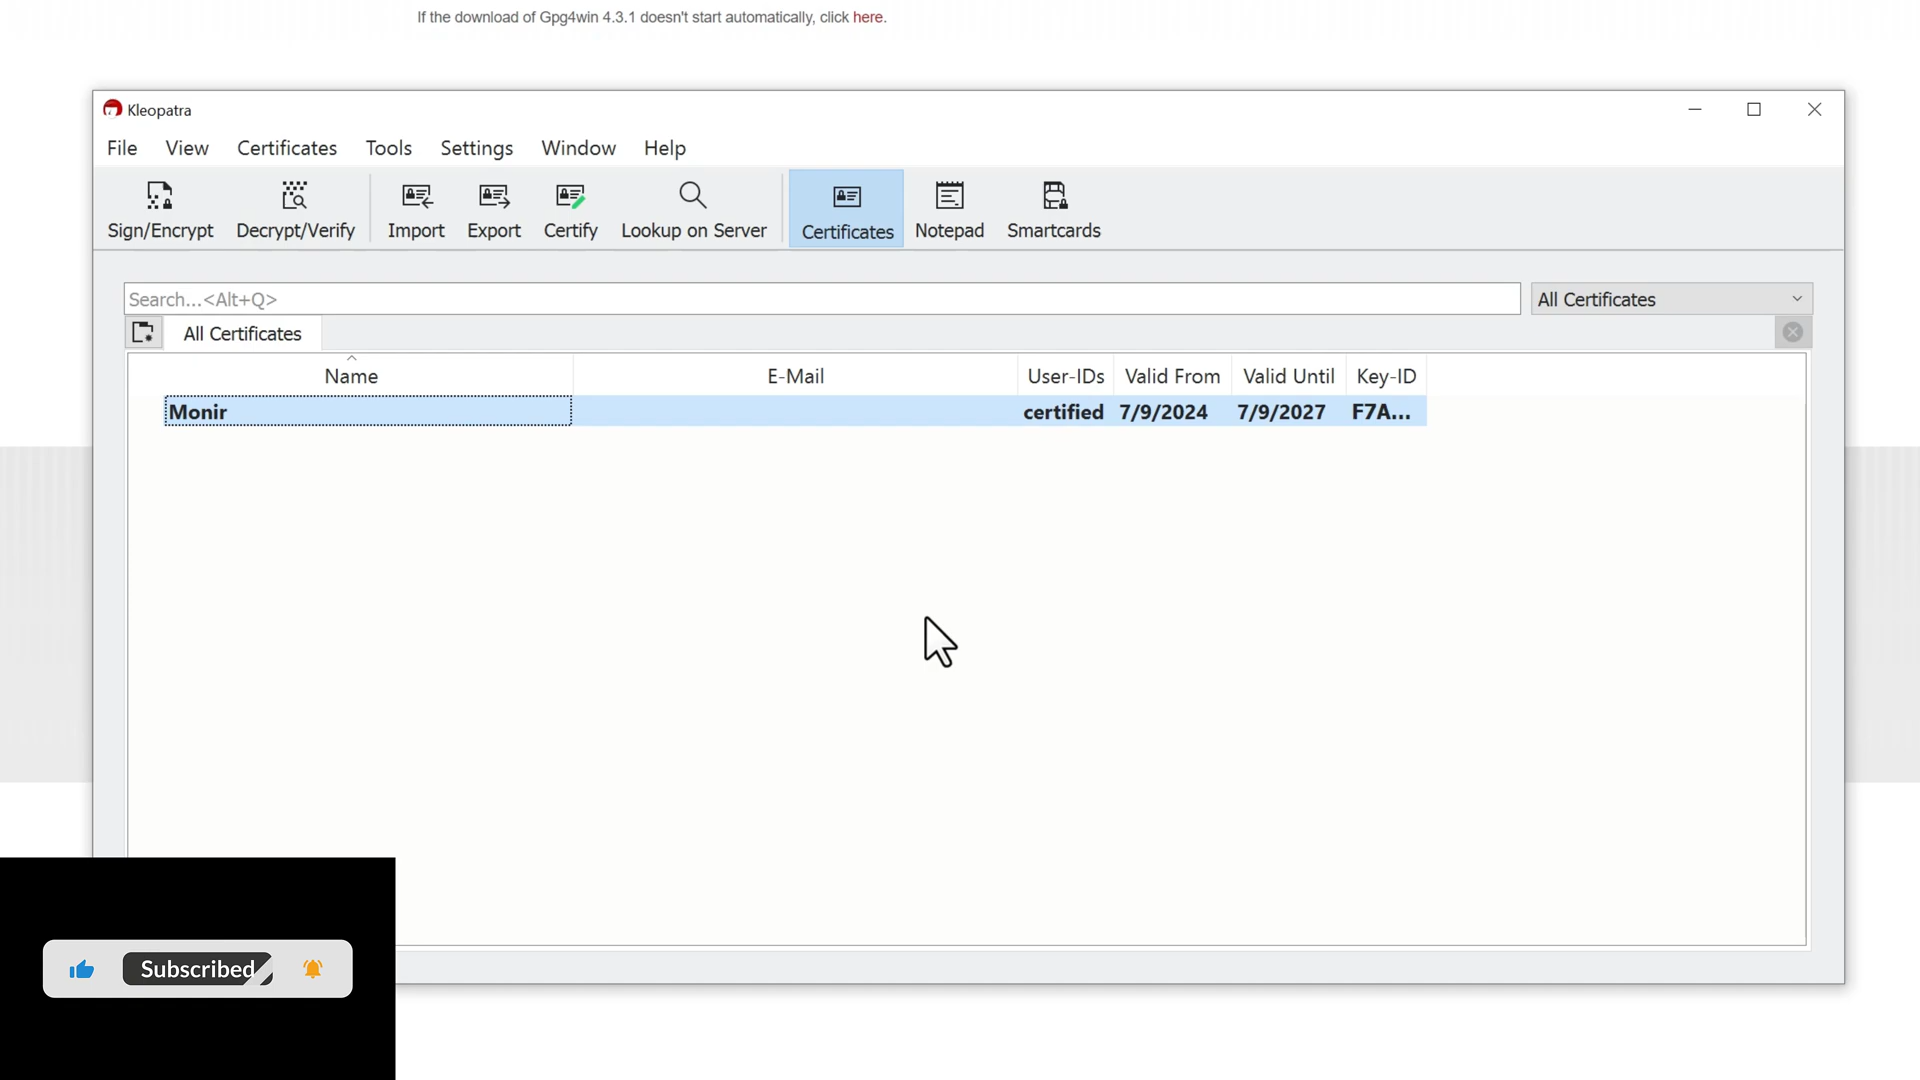 If the download of Gpg4win 4.3.1 doesn't start automatically, click here.
Kleopatra
File View Certificates Tools Settings Window Help
Sign/Encrypt Decrypt/Verify Import Export Certify Lookup on Server Certificates Notepad Smartcards
Search...<Alt+Q> All Certificates
All Certificates
Name E-Mail User-IDs Valid From Valid Until Key-ID
Monir certified 7/9/2024 7/9/2027 F7A...
Subscribed